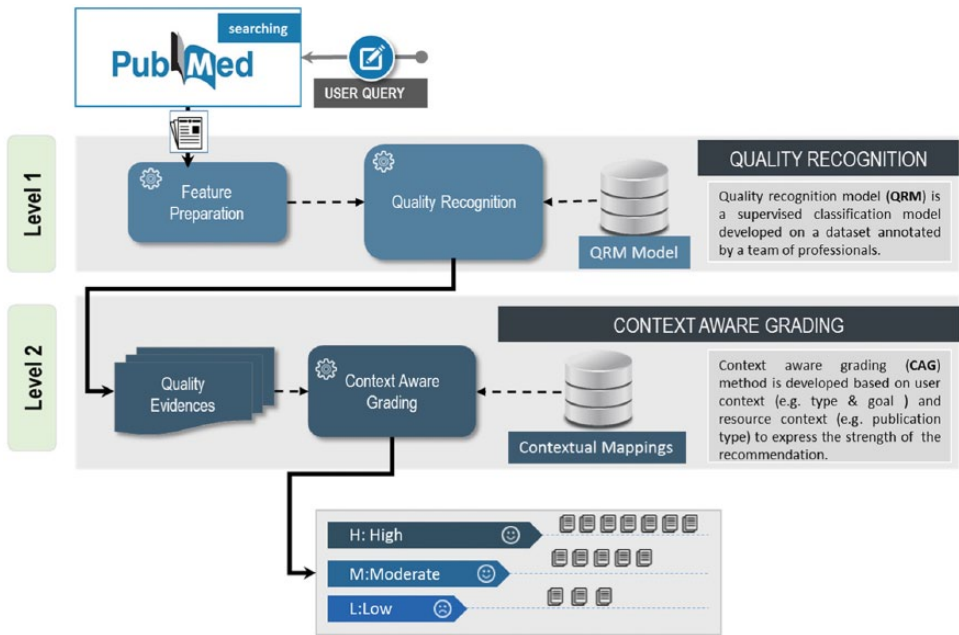 searching
PubMed
USER QUERY
Level 1
Feature
Preparation
Quality Recognition
QRM Model
QUALITY RECOGNITION
Quality recognition model (QRM) is
a supervised classification model
developed on a dataset annotated
by a team of professionals.
Level 2
Quality
Evidences
Context Aware
Grading
Contextual Mappings
CONTEXT AWARE GRADING
Context aware grading (CAG)
method is developed based on user
context (e.g. type & goal ) and
resource context (e.g. publication
type) to express the strength of the
recommendation.
H: High
M:Moderate
L:Low